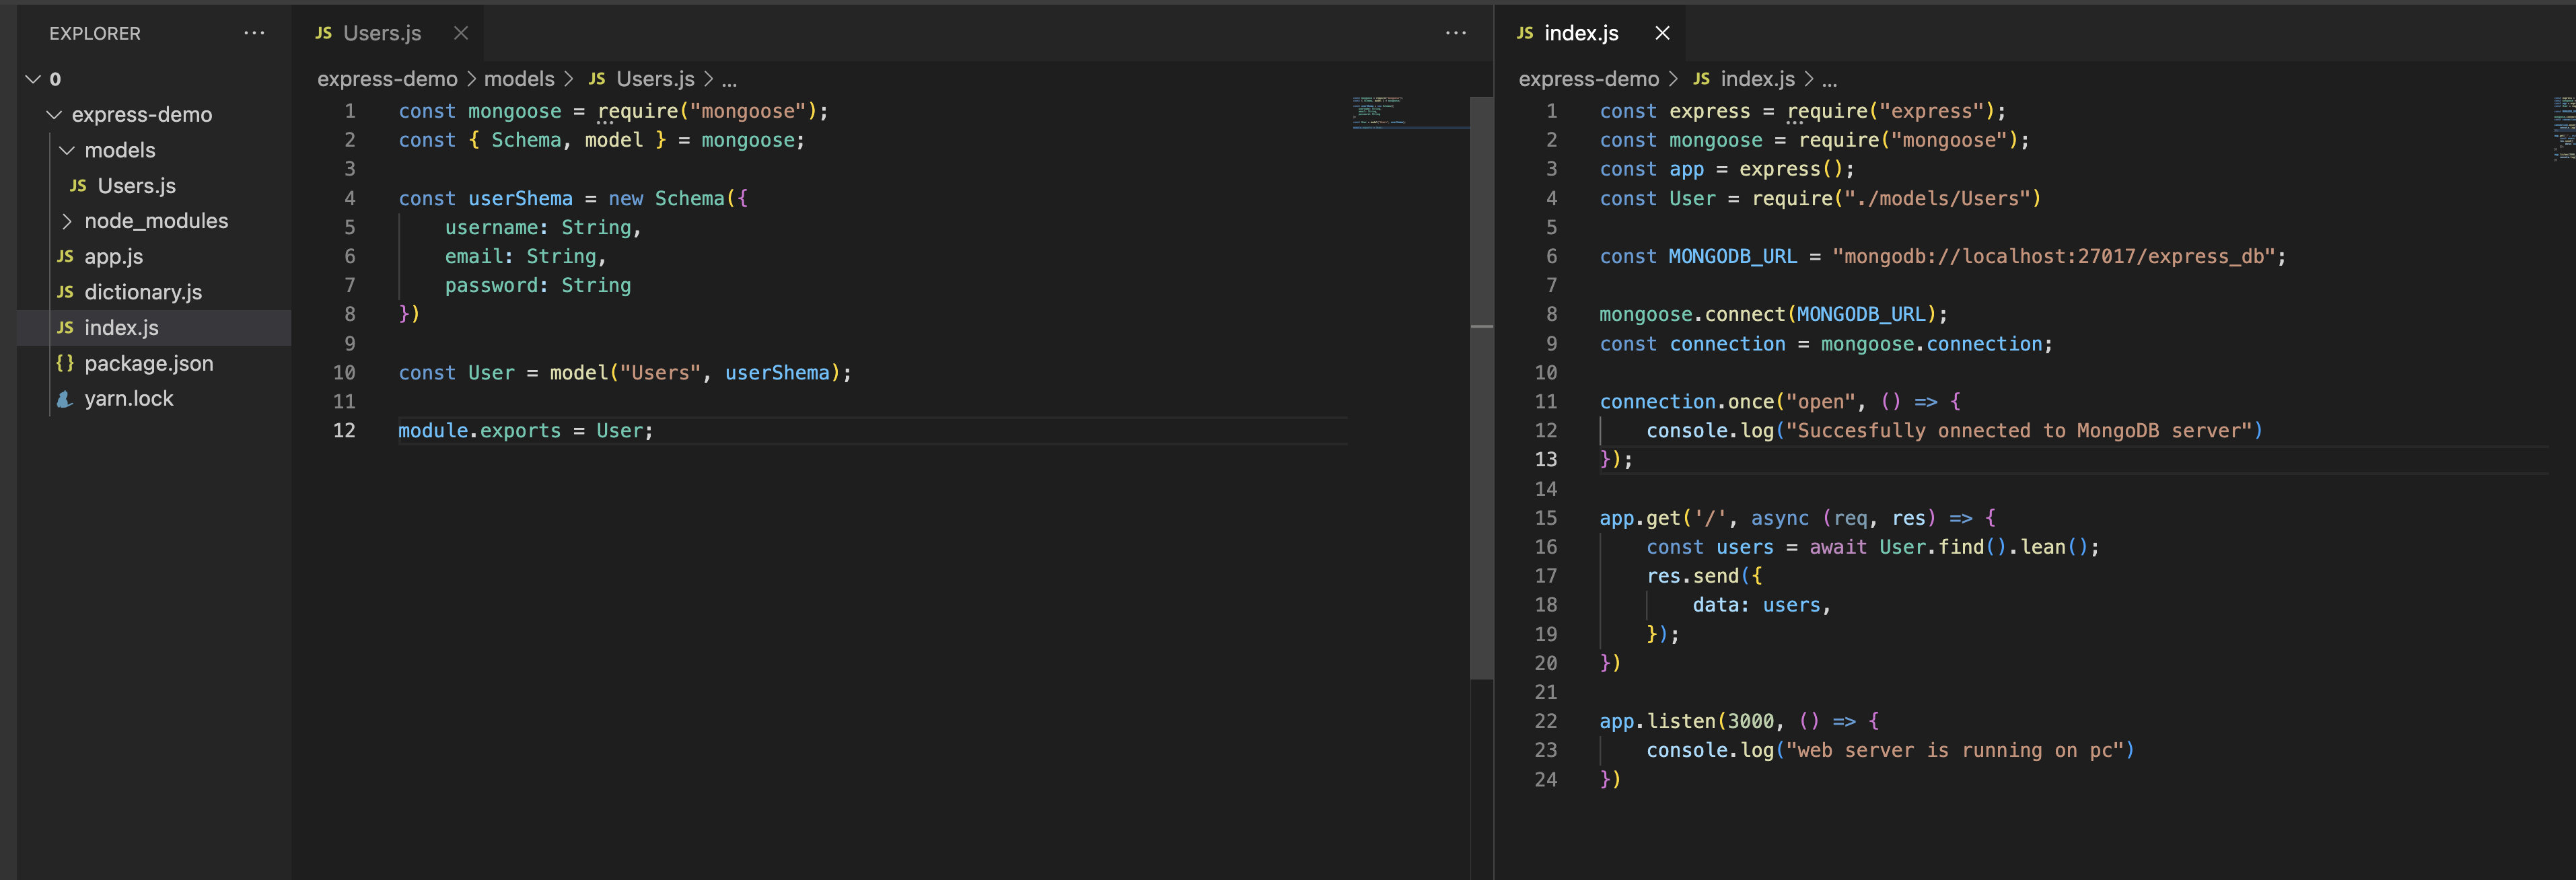 EXPLORER ...
0
express-demo
models
JS Users.js
node_modules
JS app.js
JS dictionary.js
JS index.js
{} package.json
yarn.lock
JS Users.js
express-demo > models > JS Users.js > ...
1 const mongoose = require("mongoose");
2 const { Schema, model } = mongoose;
3
4 const userShema = new Schema({
5 username: String,
6 email: String,
7 password: String
8 })
9
10 const User = model("Users", userShema);
11
12 module.exports = User;
JS index.js
express-demo > JS index.js > ...
1 const express = require("express");
2 const mongoose = require("mongoose");
3 const app = express();
4 const User = require("./models/Users")
5
6 const MONGODB_URL = "mongodb://localhost:27017/express_db";
7
8 mongoose.connect(MONGODB_URL);
9 const connection = mongoose.connection;
10
11 connection.once("open", () => {
12 console.log("Succesfully onnected to MongoDB server")
13 });
14
15 app.get('/', async (req, res) => {
16 const users = await User.find().lean();
17 res.send({
18 data: users,
19 });
20 })
21
22 app.listen(3000, () => {
23 console.log("web server is running on pc")
24 })